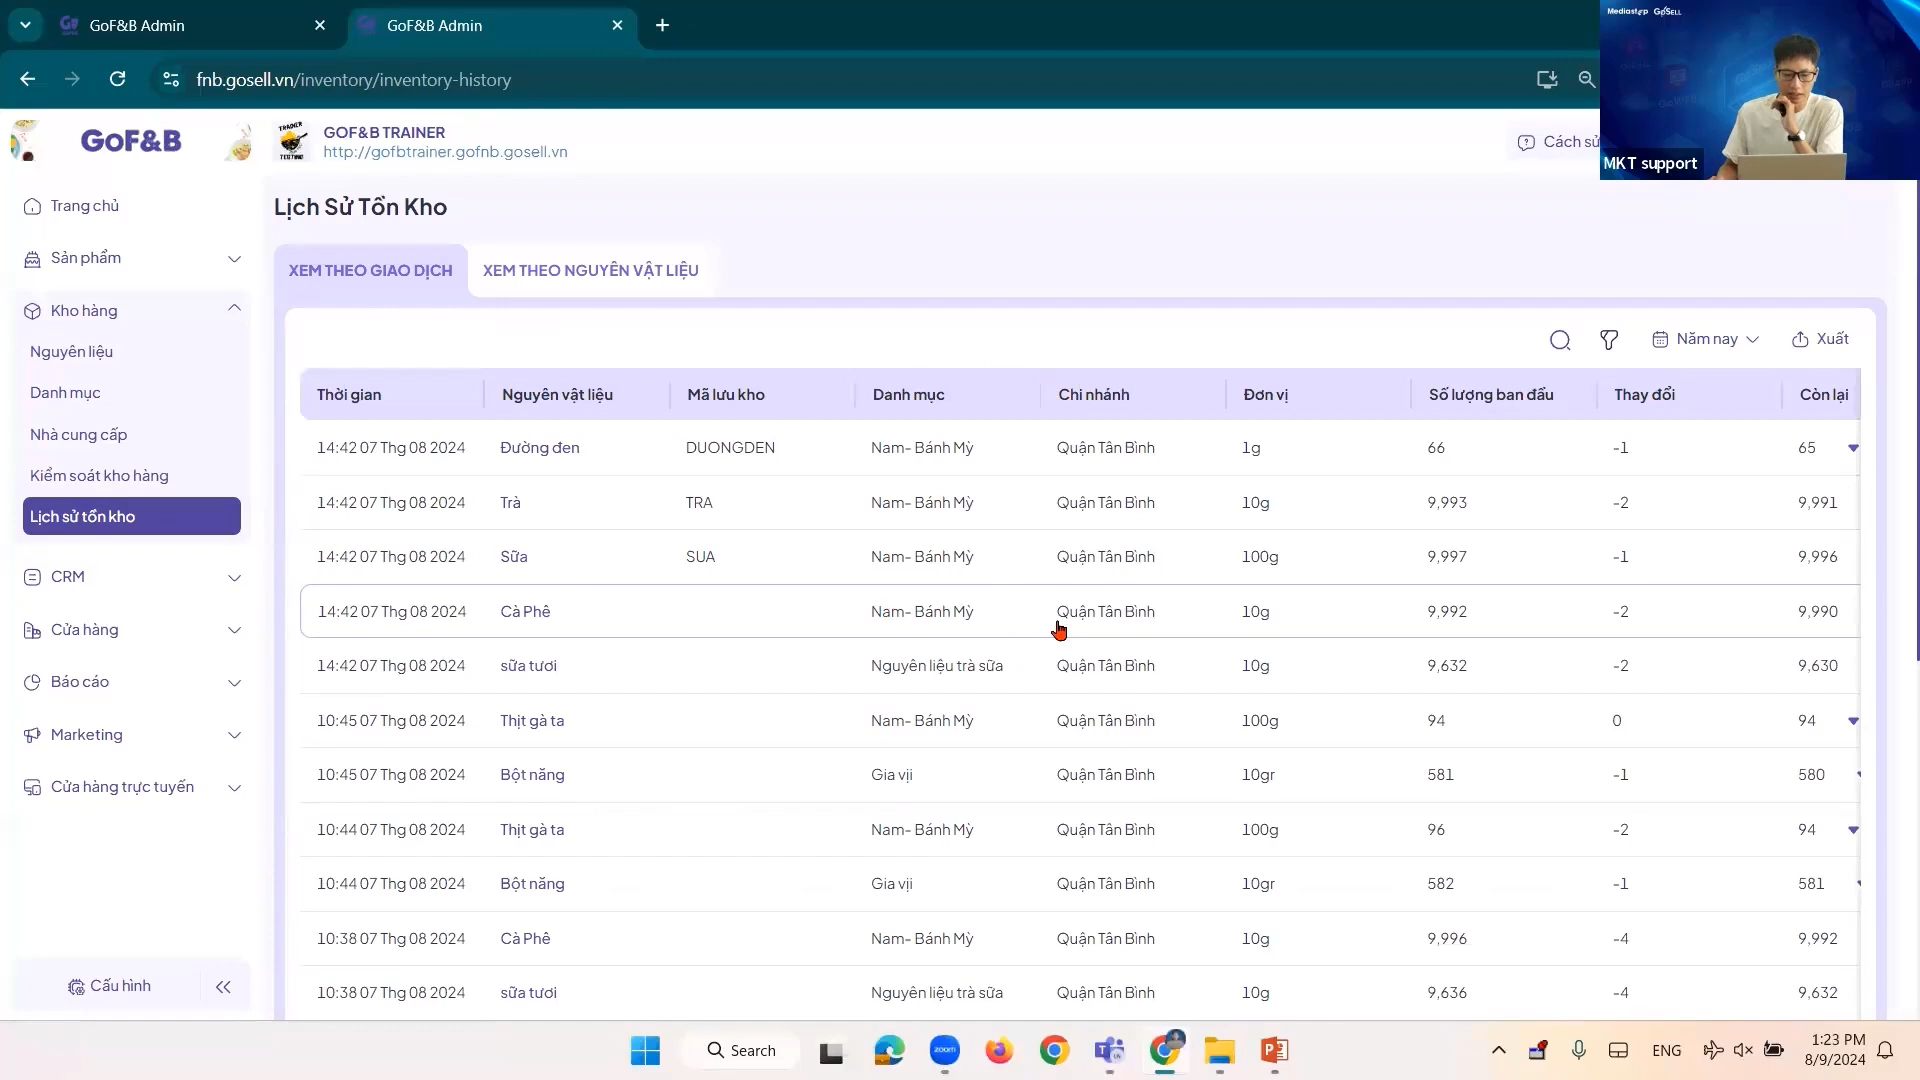 GoF&B Admin
GoF&B Admin
fnb.gosell.vn/inventory/inventory-history
Mediastep GoSELL
MKT support
GoF&B
GOF&B TRAINER
http://gofbtrainer.gofnb.gosell.vn
Cách sử
Trang chủ
Sản phẩm
Kho hàng
Nguyên liệu
Danh mục
Nhà cung cấp
Kiểm soát kho hàng
Lịch sử tồn kho
CRM
Cửa hàng
Báo cáo
Marketing
Cửa hàng trực tuyến
Cấu hình
Lịch Sử Tồn Kho
XEM THEO GIAO DỊCH XEM THEO NGUYÊN VẬT LIỆU
Năm nay Xuất
Thời gian Nguyên vật liệu Mã lưu kho Danh mục Chi nhánh Đơn vị Số lượng ban đầu Thay đổi Còn lại
14:42 07 Thg 08 2024 Đường đen DUONGDEN Nam- Bánh Mỳ Quận Tân Bình 1g 66 -1 65
14:42 07 Thg 08 2024 Trà TRA Nam- Bánh Mỳ Quận Tân Bình 10g 9,993 -2 9,991
14:42 07 Thg 08 2024 Sữa SUA Nam- Bánh Mỳ Quận Tân Bình 100g 9,997 -1 9,996
14:42 07 Thg 08 2024 Cà Phê Nam- Bánh Mỳ Quận Tân Bình 10g 9,992 -2 9,990
14:42 07 Thg 08 2024 sữa tươi Nguyên liệu trà sữa Quận Tân Bình 10g 9,632 -2 9,630
10:45 07 Thg 08 2024 Thịt gà ta Nam- Bánh Mỳ Quận Tân Bình 100g 94 0 94
10:45 07 Thg 08 2024 Bột năng Gia vịi Quận Tân Bình 10gr 581 -1 580
10:44 07 Thg 08 2024 Thịt gà ta Nam- Bánh Mỳ Quận Tân Bình 100g 96 -2 94
10:44 07 Thg 08 2024 Bột năng Gia vịi Quận Tân Bình 10gr 582 -1 581
10:38 07 Thg 08 2024 Cà Phê Nam- Bánh Mỳ Quận Tân Bình 10g 9,996 -4 9,992
10:38 07 Thg 08 2024 sữa tươi Nguyên liệu trà sữa Quận Tân Bình 10g 9,636 -4 9,632
Search
zoom
ENG
1:23 PM
8/9/2024